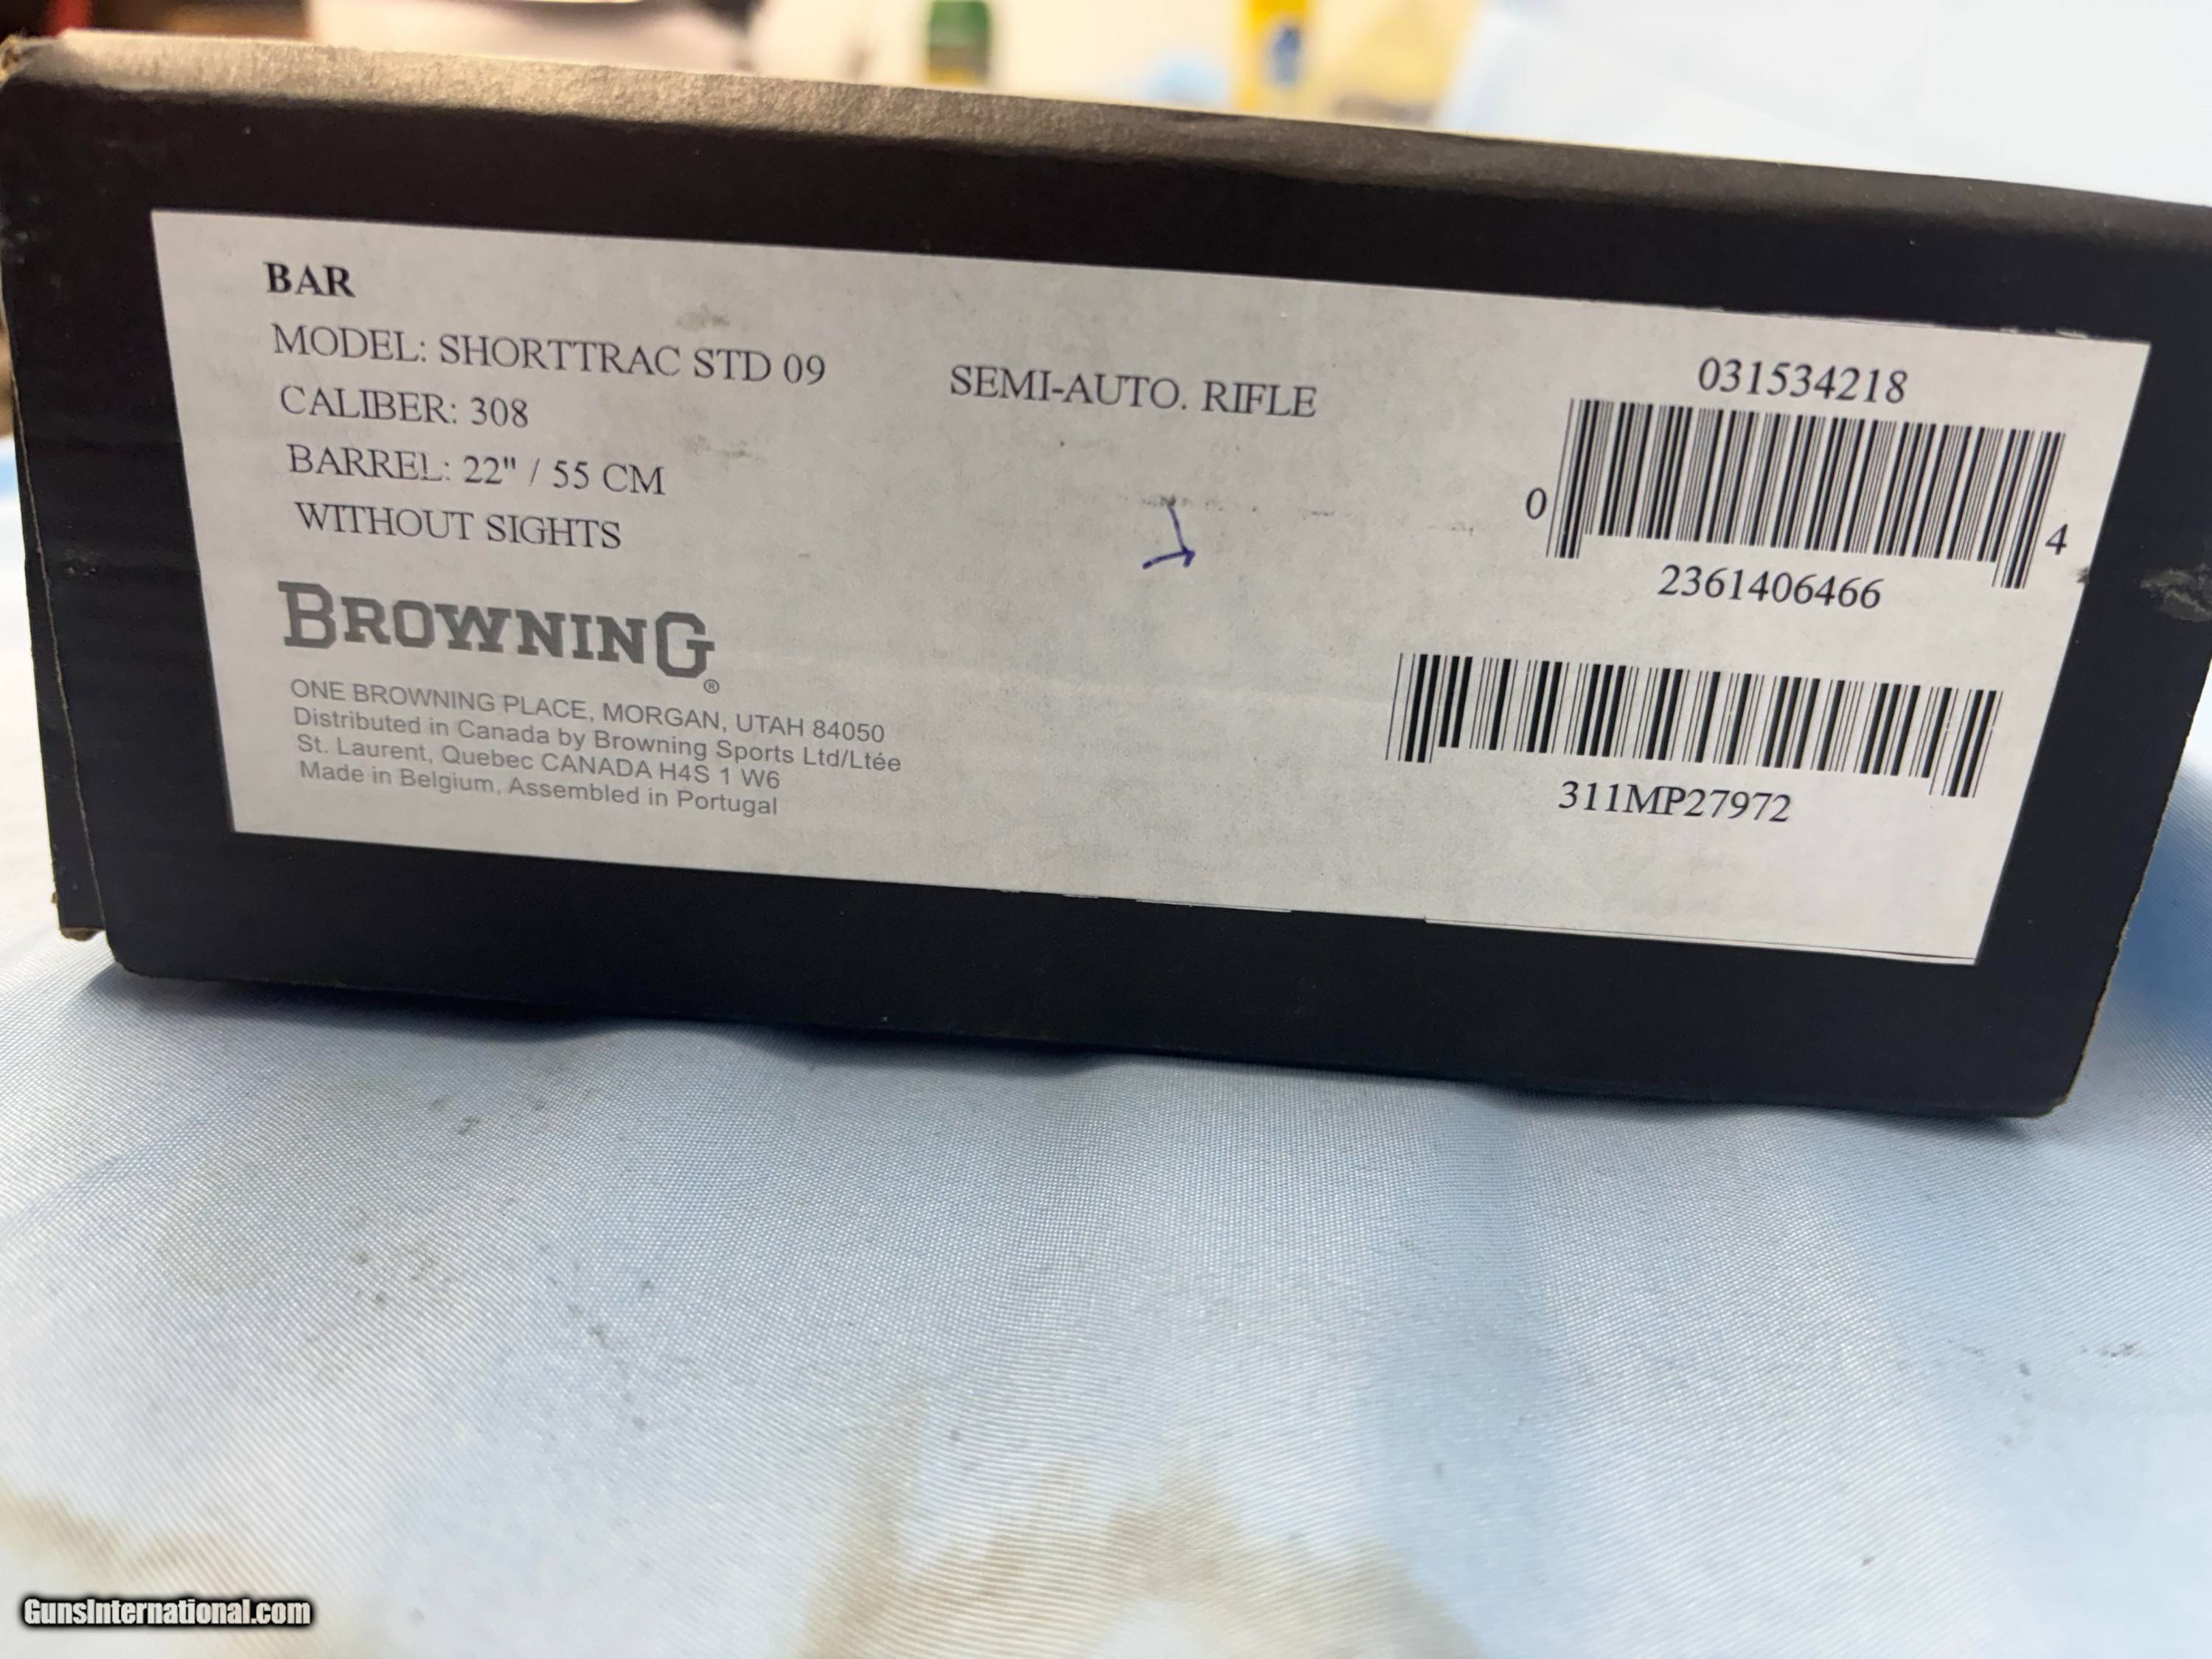 BAR
MODEL: SHORTTRAC STD 09
CALIBER: 308
BARREL: 22" / 55 CM
WITHOUT SIGHTS
SEMI-AUTO. RIFLE
BROWNING®
ONE BROWNING PLACE, MORGAN, UTAH 84050
Distributed in Canada by Browning Sports Ltd/Ltée
St. Laurent, Quebec CANADA H4S 1 W6
Made in Belgium, Assembled in Portugal
031534218
0 2361406466 4
311MP27972
GunsInternational.com